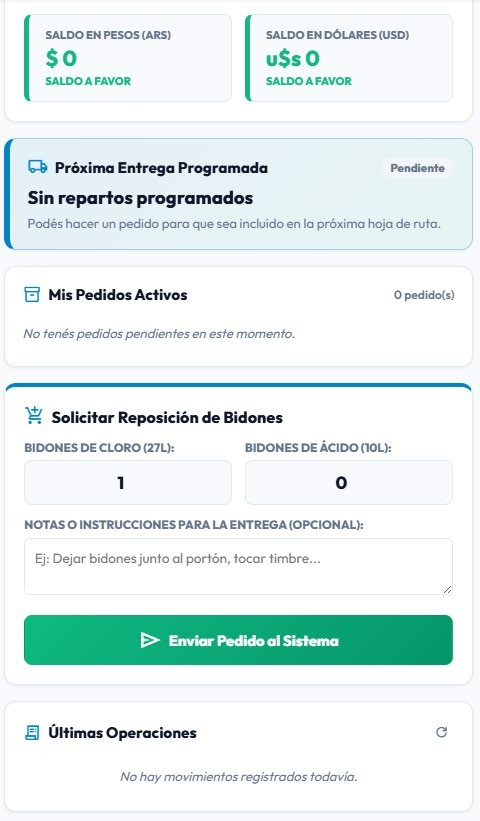 SALDO EN PESOS (ARS)
$ 0
SALDO A FAVOR
SALDO EN DÓLARES (USD)
u$s 0
SALDO A FAVOR
Próxima Entrega Programada
Pendiente
Sin repartos programados
Podés hacer un pedido para que sea incluido en la próxima hoja de ruta.
Mis Pedidos Activos
0 pedido(s)
No tenés pedidos pendientes en este momento.
Solicitar Reposición de Bidones
BIDONES DE CLORO (27L):
1
BIDONES DE ÁCIDO (10L):
0
NOTAS O INSTRUCCIONES PARA LA ENTREGA (OPCIONAL):
Ej: Dejar bidones junto al portón, tocar timbre...
Enviar Pedido al Sistema
Últimas Operaciones
No hay movimientos registrados todavía.